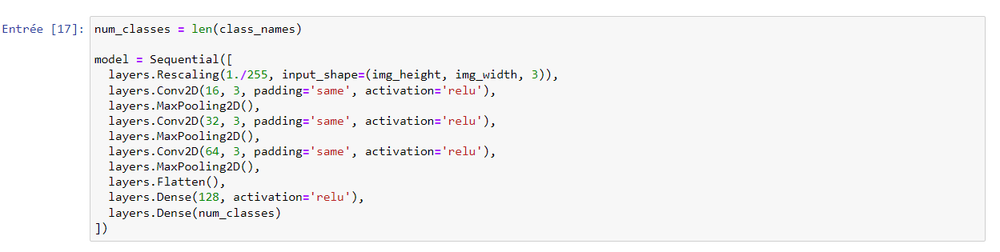 Entrée [17]: num_classes = len(class_names)
model = Sequential([
  layers.Rescaling(1./255, input_shape=(img_height, img_width, 3)),
  layers.Conv2D(16, 3, padding='same', activation='relu'),
  layers.MaxPooling2D(),
  layers.Conv2D(32, 3, padding='same', activation='relu'),
  layers.MaxPooling2D(),
  layers.Conv2D(64, 3, padding='same', activation='relu'),
  layers.MaxPooling2D(),
  layers.Flatten(),
  layers.Dense(128, activation='relu'),
  layers.Dense(num_classes)
])